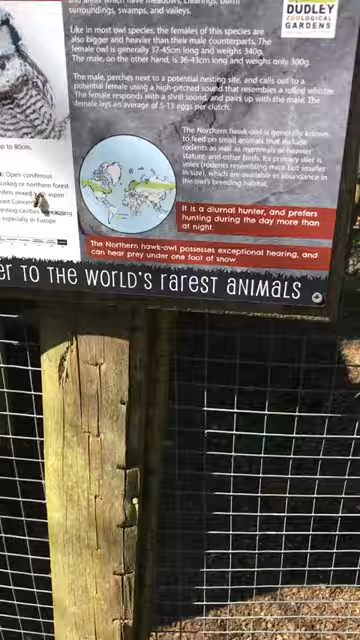 surroundings, swamps, and valleys.
DUDLEY
ZOOLOGICAL
GARDENS
Like in most owl species, the females of this species are
also bigger and heavier than their male counterparts. The
female owl is generally 37-45cm long and weighs 340g.
The male, on the other hand, is 36-43cm long and weighs only 300g.
The male, perches next to a potential nesting site, and calls out to a
potential female using a high-pitched sound that resembles a rolled whistle.
The female responds with a shrill sound, and pairs up with the male. The
female lays an average of 5-13 eggs per clutch.
The Northern hawk-owl is generally known
to feed on small animals that include
rodents as well as mammals of heavier
stature, and other birds. Its primary diet is
voles (rodents resembling mice but smaller
in size), which are available in abundance in
the owl's breeding habitat.
p to 80cm.
Open coniferous
northern forest
especially in Europe
It is a diurnal hunter, and prefers
hunting during the day more than
at night.
The Northern hawk-owl possesses exceptional hearing, and
can hear prey under one foot of snow.
ER TO THE WORLD'S RAREST ANIMALS